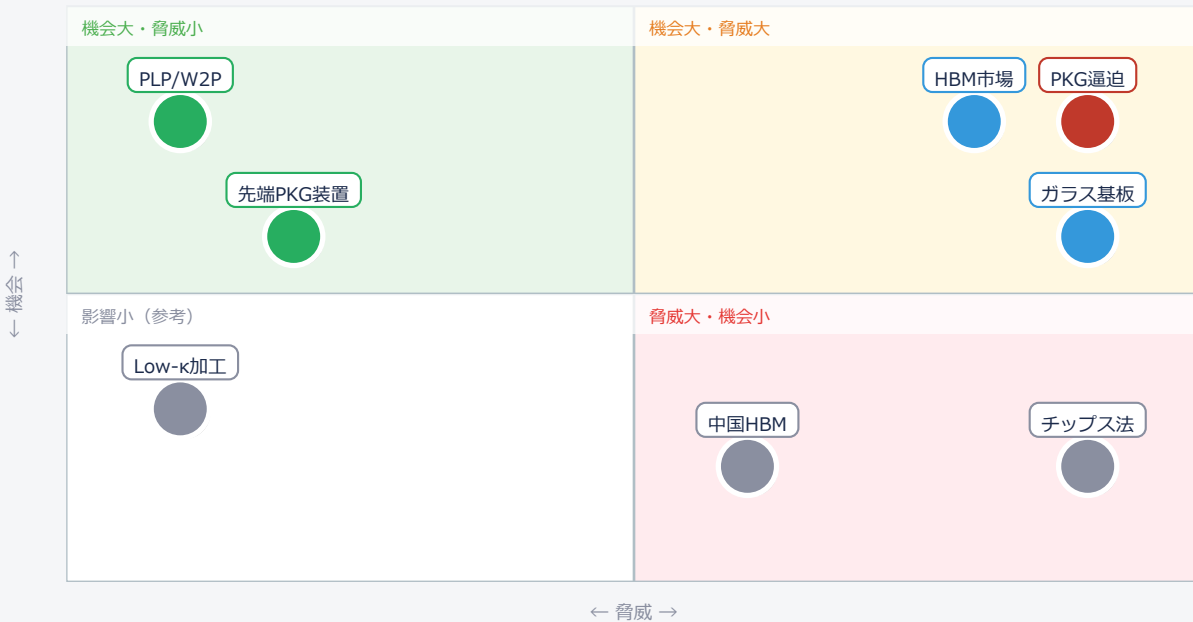 機会大・脅威小
機会大・脅威大
PLP/W2P
HBM市場
PKG逼迫
先端PKG装置
ガラス基板
← 機会 →
影響小（参考）
脅威大・機会小
Low-κ加工
中国HBM
チップス法
← 脅威 →